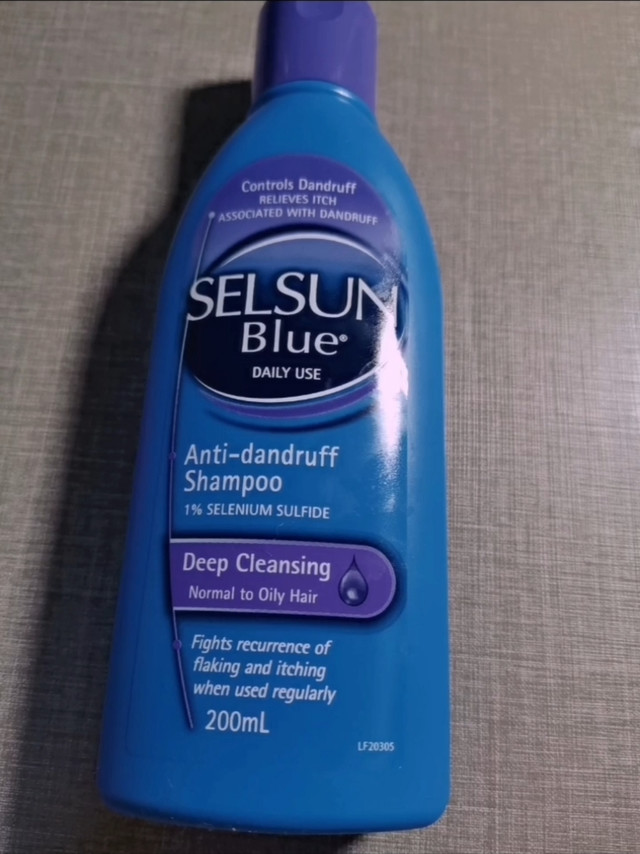 Controls Dandruff
RELIEVES ITCH
ASSOCIATED WITH DANDRUFF
SELSUN
Blue®
DAILY USE
Anti-dandruff
Shampoo
1% SELENIUM SULFIDE
Deep Cleansing
Normal to Oily Hair
Fights recurrence of
flaking and itching
when used regularly
200mL
LF20305